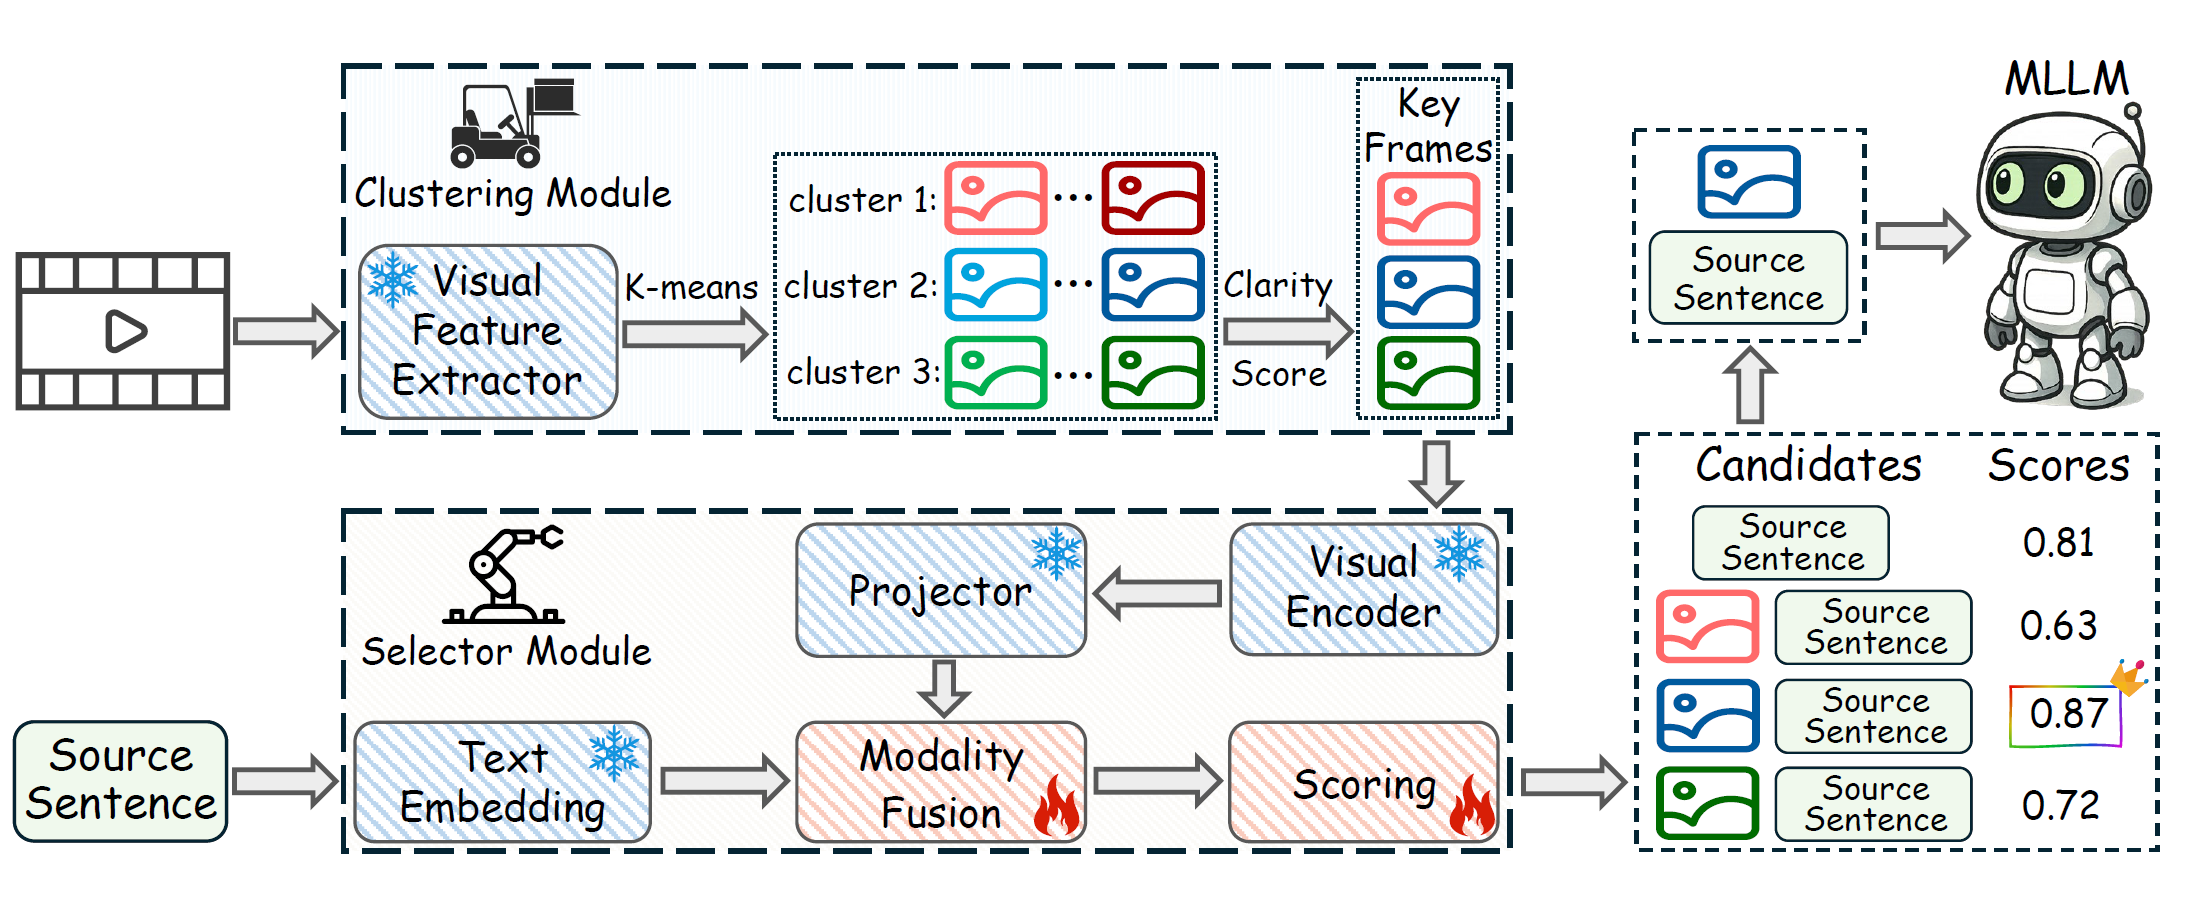 Clustering Module
Visual
Feature
Extractor
K-means
cluster 1:
cluster 2:
cluster 3:
Clarity
Score
Key
Frames
Source
Sentence
Selector Module
Text
Embedding
Projector
Visual
Encoder
Modality
Fusion
Scoring
Candidates Scores
Source
Sentence
0.81
Source
Sentence
0.63
Source
Sentence
0.87
Source
Sentence
0.72
Source
Sentence
MLLM